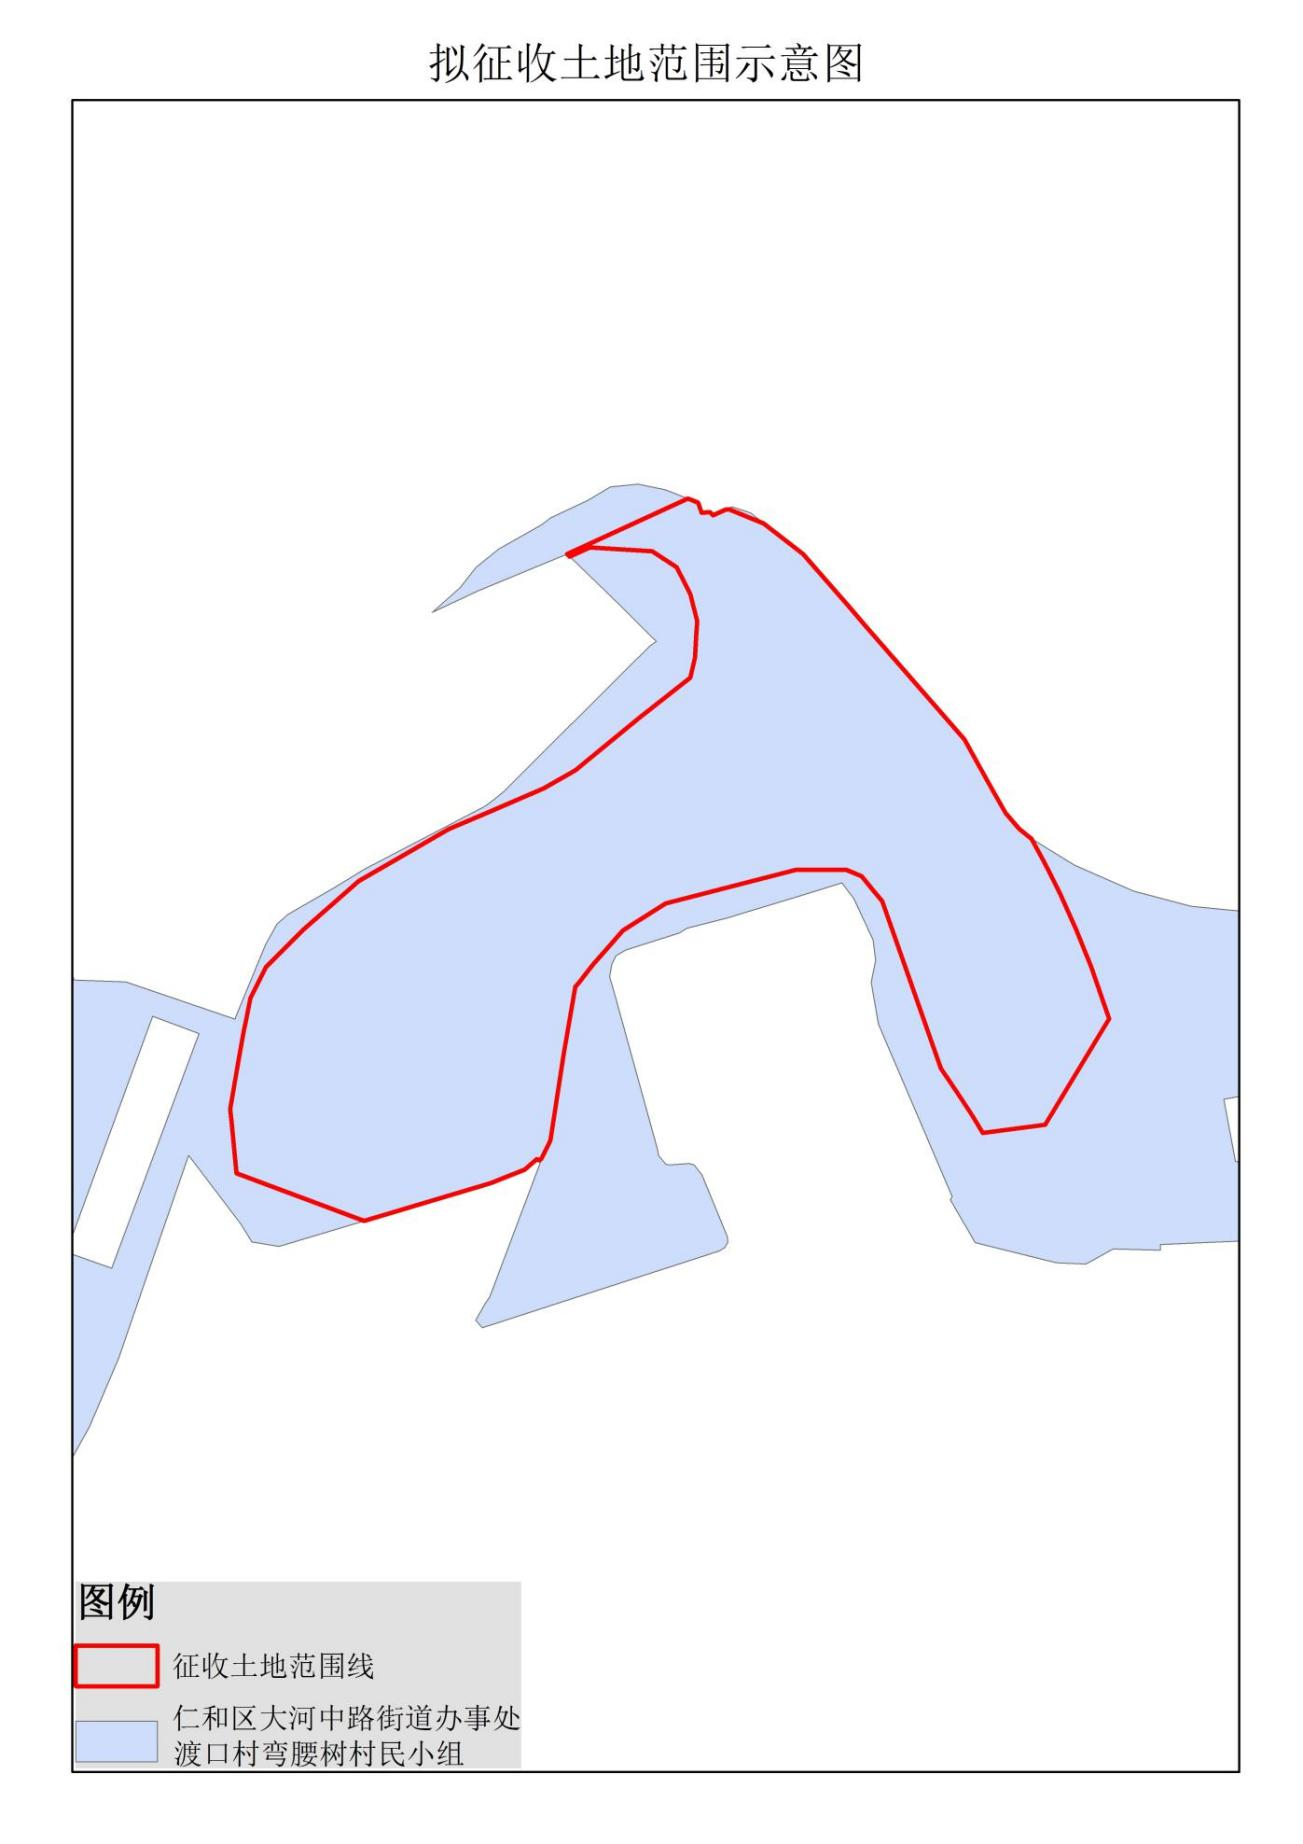 拟征收土地范围示意图
图例
征收土地范围线
仁和区大河中路街道办事处
渡口村弯腰树村民小组